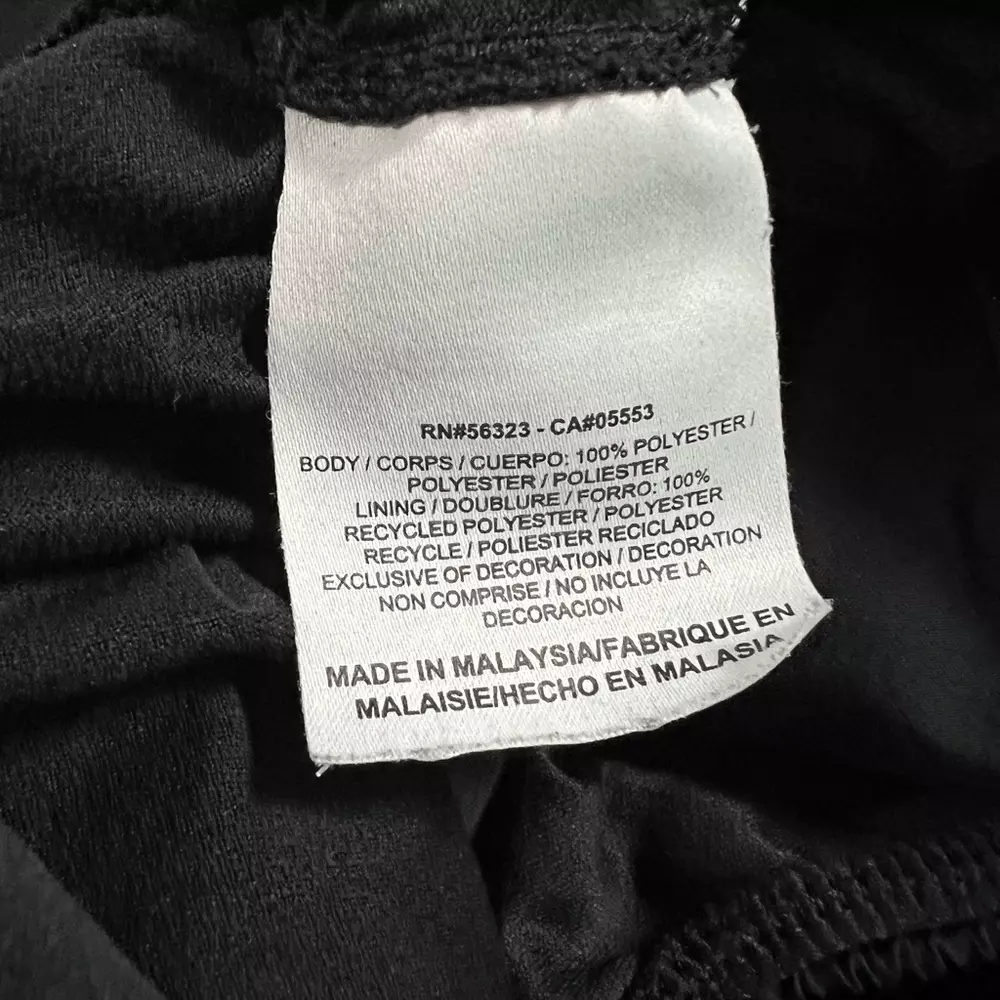 RN#56323 - CA#05553
BODY / CORPS / CUERPO: 100% POLYESTER /
POLYESTER / POLIESTER
LINING / DOUBLURE / FORRO: 100%
RECYCLED POLYESTER / POLYESTER
RECYCLE / POLIESTER RECICLADO
EXCLUSIVE OF DECORATION / DECORATION
NON COMPRISE / NO INCLUYE LA
DECORACION
MADE IN MALAYSIA/FABRIQUE EN
MALAISIE/HECHO EN MALASIA